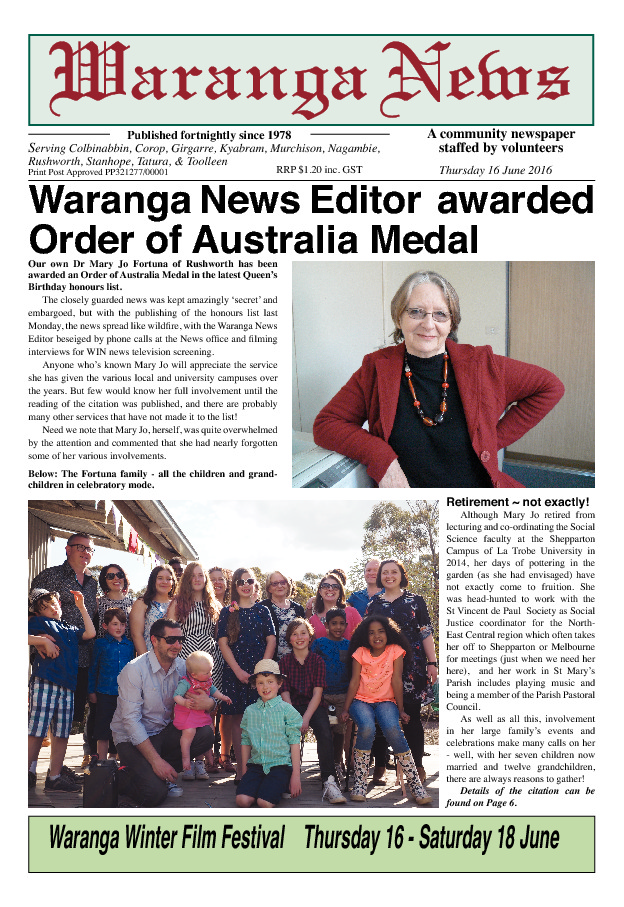 Waranga News
Published fortnightly since 1978
Serving Colbinabbin, Corop, Girgarre, Kyabram, Murchison, Nagambie,
Rushworth, Stanhope, Tatura, & Toolleen
Print Post Approved PP321277/00001
RRP $1.20 inc. GST
A community newspaper
staffed by volunteers
Thursday 16 June 2016
Waranga News Editor awarded
Order of Australia Medal
Our own Dr Mary Jo Fortuna of Rushworth has been
awarded an Order of Australia Medal in the latest Queen's
Birthday honours list.
The closely guarded news was kept amazingly 'secret' and
embargoed, but with the publishing of the honours list last
Monday, the news spread like wildfire, with the Waranga News
Editor beseiged by phone calls at the News office and filming
interviews for WIN news television screening.
Anyone who's known Mary Jo will appreciate the service
she has given the various local and university campuses over
the years. But few would know her full involvement until the
reading of the citation was published, and there are probably
many other services that have not made it to the list!
Need we note that Mary Jo, herself, was quite overwhelmed
by the attention and commented that she had nearly forgotten
some of her various involvements.
Below: The Fortuna family - all the children and grand-
children in celebratory mode.
Retirement ~ not exactly!
Although Mary Jo retired from
lecturing and co-ordinating the Social
Science faculty at the Shepparton
Campus of La Trobe University in
2014, her days of pottering in the
garden (as she had envisaged) have
not exactly come to fruition. She
was head-hunted to work with the
St Vincent de Paul Society as Social
Justice coordinator for the North-
East Central region which often takes
her off to Shepparton or Melbourne
for meetings (just when we need her
here), and her work in St Mary's
Parish includes playing music and
being a member of the Parish Pastoral
Council.
As well as all this, involvement
in her large family's events and
celebrations make many calls on her
- well, with her seven children now
married and twelve grandchildren,
there are always reasons to gather!
Details of the citation can be
found on Page 6.
Waranga Winter Film Festival Thursday 16 - Saturday 18 June